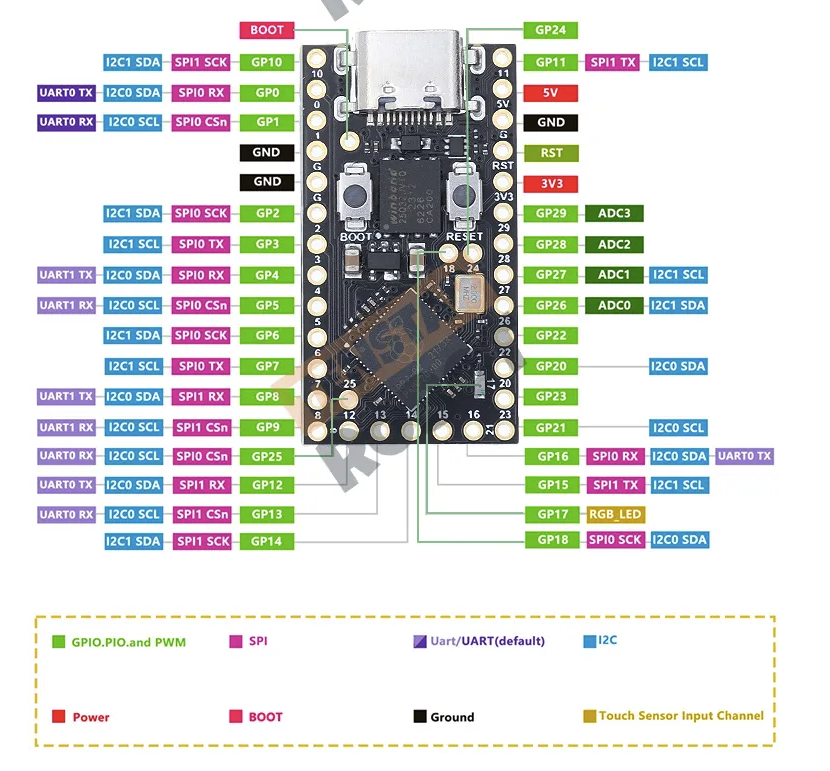 BOOT GP24
I2C1 SDA SPI1 SCK GP10 10 11 GP11 SPI1 TX I2C1 SCL
UART0 TX I2C0 SDA SPI0 RX GP0 0 5V 5V
UART0 RX I2C0 SCL SPI0 CSn GP1 1 G GND
GND G RST RST
GND G 3V3 3V3
winbond
I2C1 SDA SPI0 SCK GP2 2 29 GP29 ADC3
BOOT RESET
I2C1 SCL SPI0 TX GP3 3 28 GP28 ADC2
18 24
UART1 TX I2C0 SDA SPI0 RX GP4 4 27 GP27 ADC1 I2C1 SCL
UART1 RX I2C0 SCL SPI0 CSn GP5 5 26 GP26 ADC0 I2C1 SDA
I2C1 SDA SPI0 SCK GP6 6 22 GP22
I2C1 SCL SPI0 TX GP7 7 20 GP20 I2C0 SDA
25 17
UART1 TX I2C0 SDA SPI1 RX GP8 8 23 GP23
12 13 14 15 16
UART1 RX I2C0 SCL SPI1 CSn GP9 9 21 GP21 I2C0 SCL
UART0 RX I2C0 SCL SPI0 CSn GP25 GP16 SPI0 RX I2C0 SDA UART0 TX
UART0 TX I2C0 SDA SPI1 RX GP12 GP15 SPI1 TX I2C1 SCL
UART0 RX I2C0 SCL SPI1 CSn GP13 GP17 RGB_LED
I2C1 SDA SPI1 SCK GP14 GP18 SPI0 SCK I2C0 SDA
GPIO.PIO.and PWM SPI Uart/UART(default) I2C
Power BOOT Ground Touch Sensor Input Channel